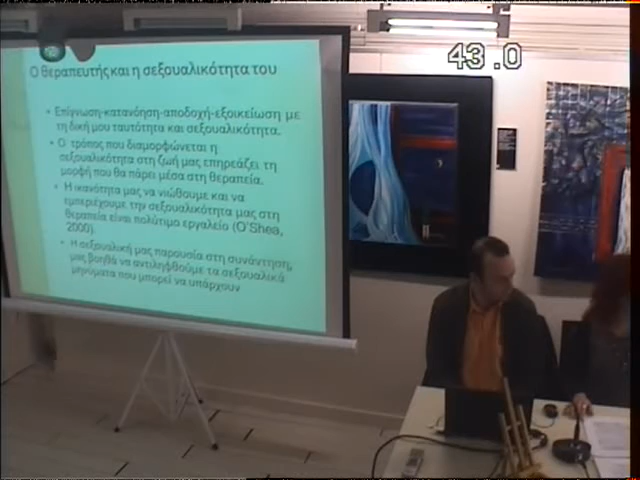 43.0
Ο θεραπευτής και η σεξουαλικότητα του
• Επίγνωση-κατανόηση-αποδοχή-εξοικείωση με
τη δική μου ταυτότητα και σεξουαλικότητα.
• Ο τρόπος που διαμορφώνεται η
σεξουαλικότητα στη ζωή μας επηρεάζει τη
μορφή που θα πάρει μέσα στη θεραπεία.
• Η ικανότητα μας να νιώθουμε και να
εμπεριέχουμε την σεξουαλικότητα μας στη
θεραπεία είναι πολύτιμο εργαλείο (O'Shea,
2000).
• Η σεξουαλική μας παρουσία στη συνάντηση,
μας βοηθά να αντιληφθούμε τα σεξουαλικά
μηνύματα που μπορεί να υπάρχουν